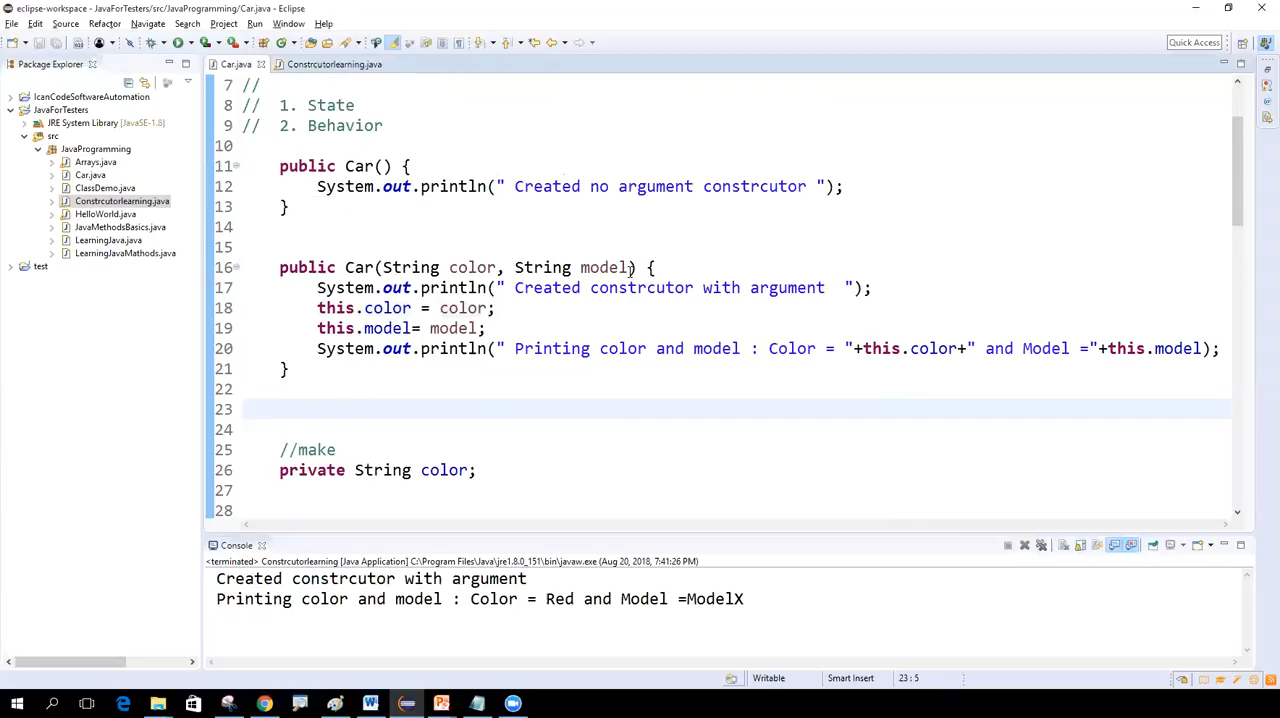 eclipse-workspace - JavaForTesters/src/JavaProgramming/Car.java - Eclipse
File Edit Source Refactor Navigate Search Project Run Window Help
Quick Access
Package Explorer
Car.java
Constrcutorlearning.java
IcanCodeSoftwareAutomation
JavaForTesters
JRE System Library [JavaSE-1.8]
src
JavaProgramming
Arrays.java
Car.java
ClassDemo.java
Constrcutorlearning.java
HelloWorld.java
JavaMethodsBasics.java
LearningJava.java
LearningJavaMathods.java
test
7 //
8 // 1. State
9 // 2. Behavior
10
11 public Car() {
12 System.out.println(" Created no argument constrcutor ");
13 }
14
15
16 public Car(String color, String model) {
17 System.out.println(" Created constrcutor with argument  ");
18 this.color = color;
19 this.model= model;
20 System.out.println(" Printing color and model : Color = "+this.color+" and Model ="+this.model);
21 }
22
23
24
25 //make
26 private String color;
27
28
Console
<terminated> Constrcutorlearning [Java Application] C:\Program Files\Java\jre1.8.0_151\bin\javaw.exe (Aug 20, 2018, 7:41:26 PM)
Created constrcutor with argument
Printing color and model : Color = Red and Model =ModelX
Writable Smart Insert 23 : 5